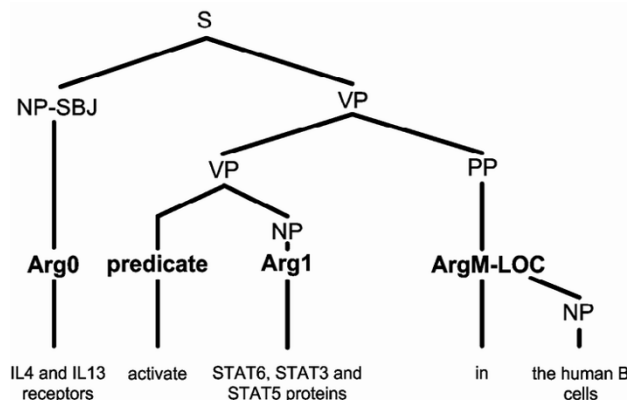 S
NP-SBJ
VP
VP
PP
NP
Arg0 predicate Arg1 ArgM-LOC
NP
IL4 and IL13 receptors
activate
STAT6, STAT3 and STAT5 proteins
in
the human B cells